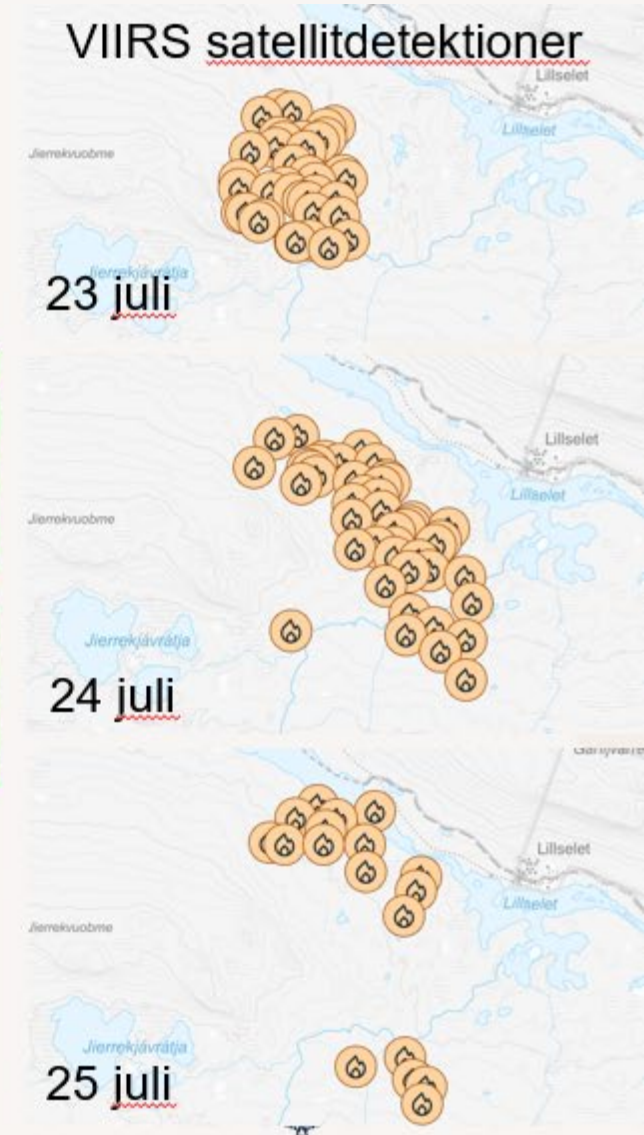 VIIRS satellitdetektioner
Lillselet
Lillselet
Jierrekvuobme
Jierrekjávrátja
23 juli
Lillselet
Lillselet
Jierrekvuobme
Jierrekjávrátja
24 juli
Lillselet
Lillselet
Jierrekvuobme
Jierrekjávrátja
25 juli